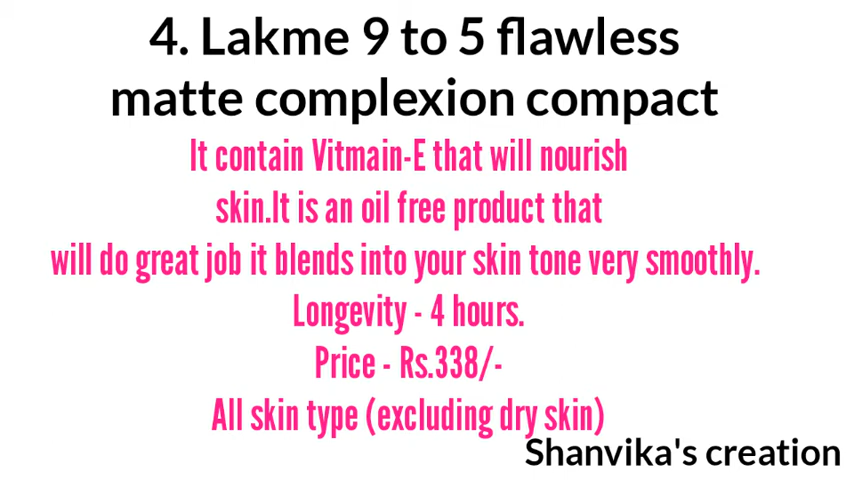 4. Lakme 9 to 5 flawless
matte complexion compact
It contain Vitmain-E that will nourish
skin.It is an oil free product that
will do great job it blends into your skin tone very smoothly.
Longevity - 4 hours.
Price - Rs.338/-
All skin type (excluding dry skin)
Shanvika's creation